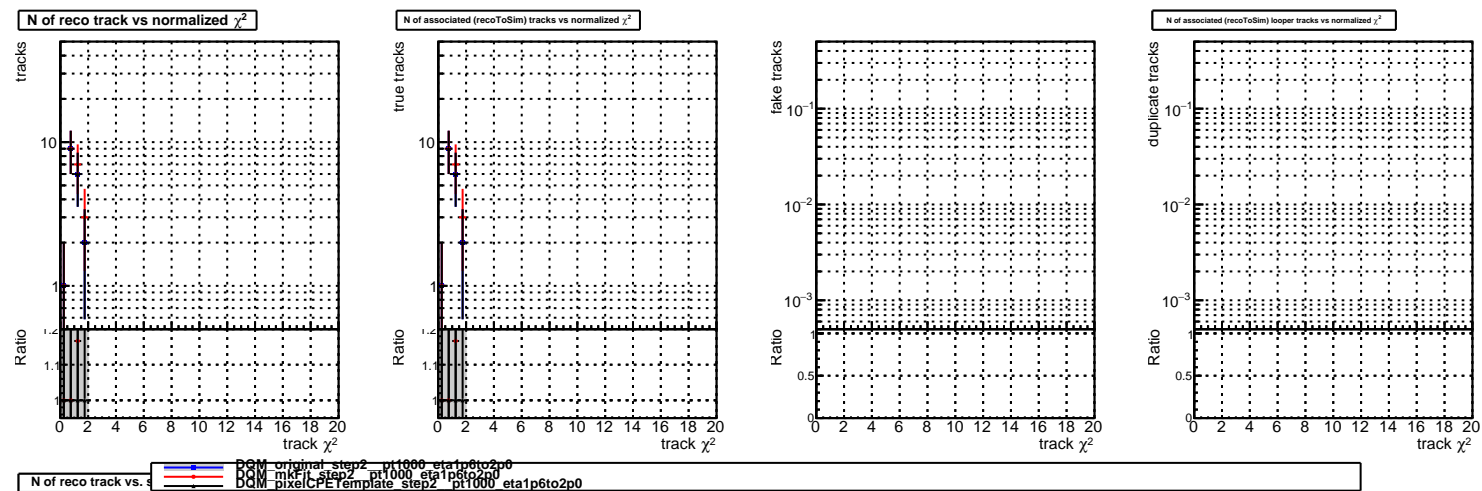 N of reco track vs normalized χ²
N of associated (recoToSim) tracks vs normalized χ²
N of associated (recoToSim) looper tracks vs normalized χ²
tracks
10
1
Ratio
1.2
1.1
1
0 2 4 6 8 10 12 14 16 18 20
track χ²
true tracks
10
1
Ratio
1.2
1.1
1
0 2 4 6 8 10 12 14 16 18 20
track χ²
fake tracks
10⁻¹
10⁻²
10⁻³
Ratio
1
0.5
0
0 2 4 6 8 10 12 14 16 18 20
track χ²
duplicate tracks
10⁻¹
10⁻²
10⁻³
Ratio
1
0.5
0
0 2 4 6 8 10 12 14 16 18 20
track χ²
N of reco track vs.
DQM_original_step2__pt1000_eta1p6to2p0
DQM_mkFit_step2__pt1000_eta1p6to2p0
DQM_pixelCPETemplate_step2__pt1000_eta1p6to2p0